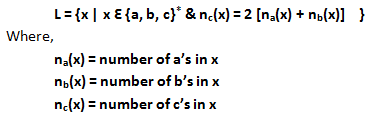 L = {x | x Ɛ {a, b, c}* & nc(x) = 2 [na(x) + nb(x)] }
Where,
na(x) = number of a’s in x
nb(x) = number of b’s in x
nc(x) = number of c’s in x